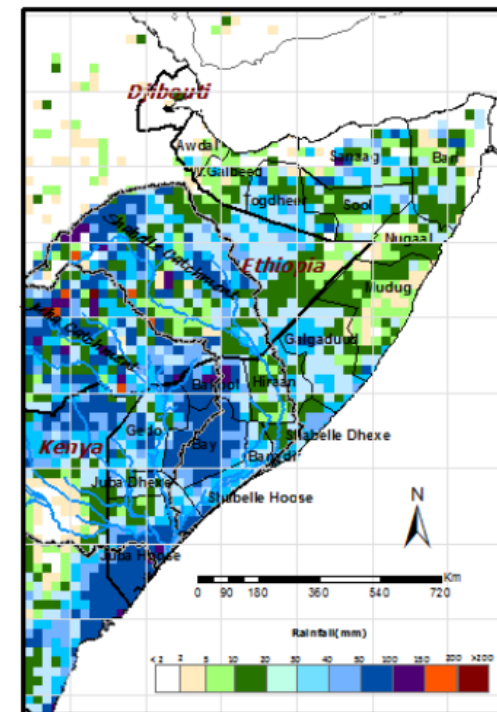 Djibouti
Awdal
W.Galbeed
Sanaag
Bari
Togdheer
Sool
Nugaal
Shabelle Catchment
Ethiopia
Mudug
Juba Catchment
Galgaduud
Bakool
Hiraan
Gedo
Kenya
Bay
Shabelle Dhexe
Banadir
Juba Dhexe
Shabelle Hoose
Juba Hoose
N
Km
0 90 180 360 540 720
Rainfall(mm)
< 2 2 5 10 20 30 40 50 100 150 200 >200